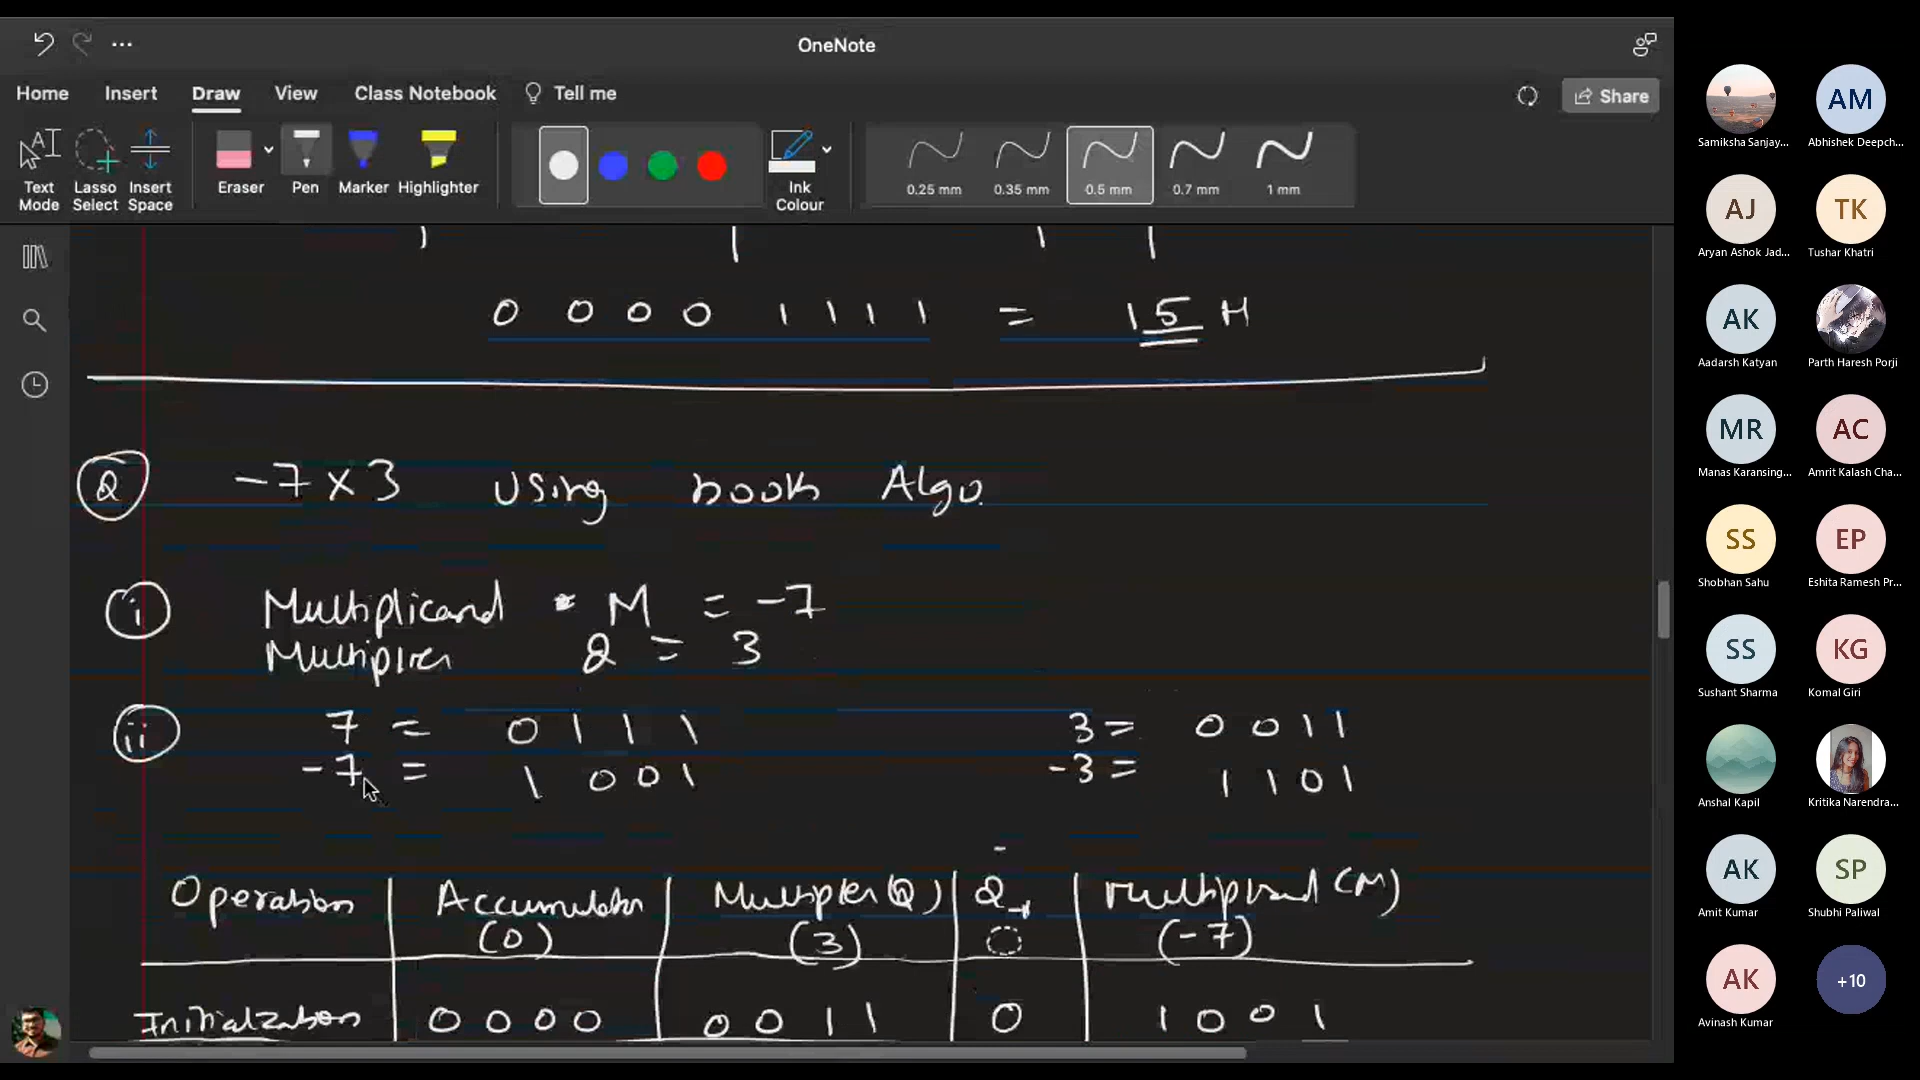 OneNote
Home Insert Draw View Class Notebook Tell me
Share
Text Mode
Lasso Select
Insert Space
Eraser
Pen
Marker
Highlighter
Ink Colour
0.25 mm
0.35 mm
0.5 mm
0.7 mm
1 mm
0 0 0 0 1 1 1 1 = 15 H
Q -7 x 3 Using booth Algo.
i Multiplicand M = -7
Multiplier Q = 3
ii 7 = 0 1 1 1 3 = 0 0 1 1
-7 = 1 0 0 1 -3 = 1 1 0 1
Operation Accumulator Multiplier (Q) Q-1 Multiplicand (M)
(0) (3) 0 (-7)
Initialization 0 0 0 0 0 0 1 1 0 1 0 0 1
Samiksha Sanjay...
AM
Abhishek Deepch...
AJ
Aryan Ashok Jad...
TK
Tushar Khatri
AK
Aadarsh Katyan
Parth Haresh Porji
MR
Manas Karansing...
AC
Amrit Kalash Cha...
SS
Shobhan Sahu
EP
Eshita Ramesh Pr...
SS
Sushant Sharma
KG
Komal Giri
Anshal Kapil
Kritika Narendra...
AK
Amit Kumar
SP
Shubhi Paliwal
AK
Avinash Kumar
+10